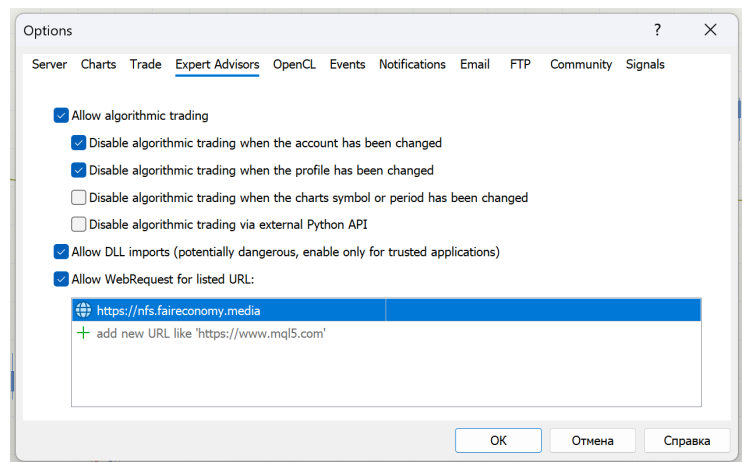 Options ?
Server Charts Trade Expert Advisors OpenCL Events Notifications Email FTP Community Signals
Allow algorithmic trading
Disable algorithmic trading when the account has been changed
Disable algorithmic trading when the profile has been changed
Disable algorithmic trading when the charts symbol or period has been changed
Disable algorithmic trading via external Python API
Allow DLL imports (potentially dangerous, enable only for trusted applications)
Allow WebRequest for listed URL:
https://nfs.faireconomy.media
add new URL like 'https://www.mql5.com'
OK Отмена Справка